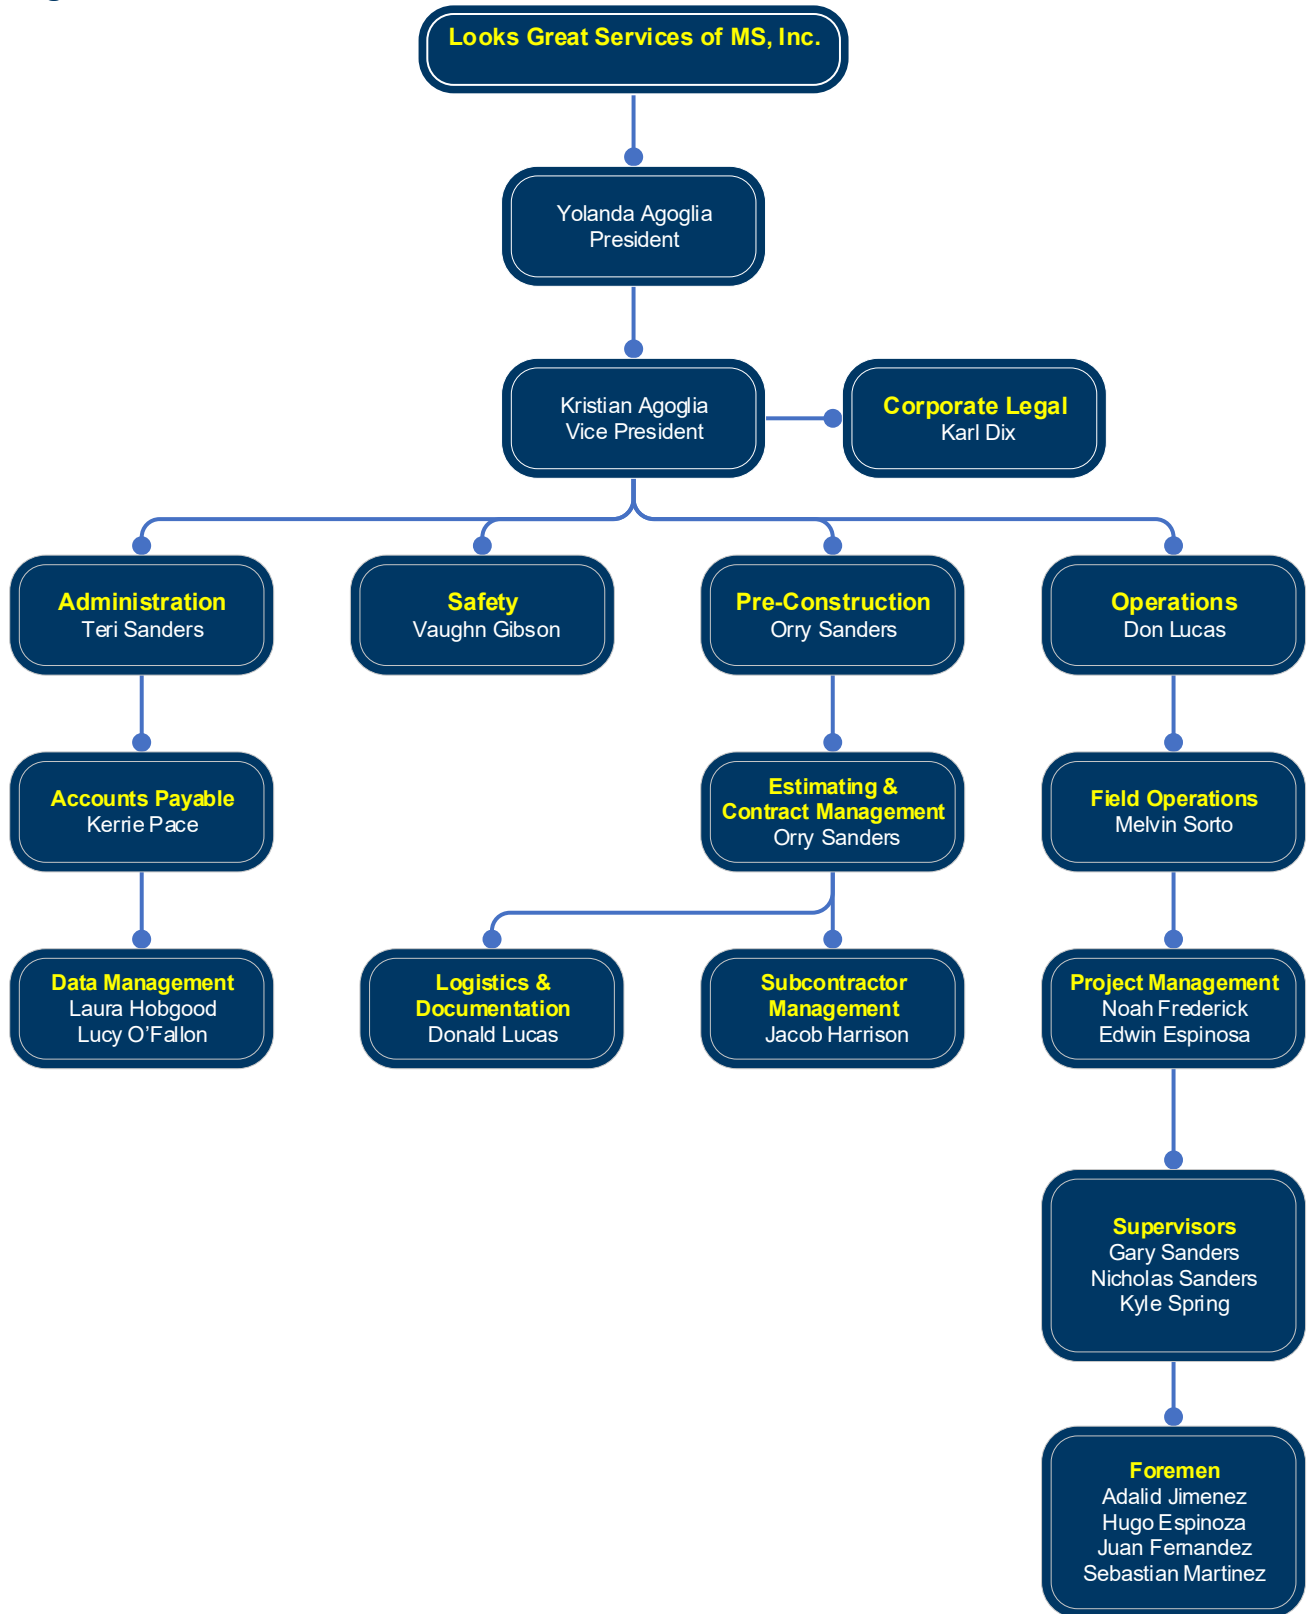 Looks Great Services of MS, Inc.
Yolanda Agoglia
President
Kristian Agoglia
Vice President
Corporate Legal
Karl Dix
Administration
Teri Sanders
Safety
Vaughn Gibson
Pre-Construction
Orry Sanders
Operations
Don Lucas
Accounts Payable
Kerrie Pace
Estimating &
Contract Management
Orry Sanders
Field Operations
Melvin Sorto
Data Management
Laura Hobgood
Lucy O’Fallon
Logistics &
Documentation
Donald Lucas
Subcontractor
Management
Jacob Harrison
Project Management
Noah Frederick
Edwin Espinosa
Supervisors
Gary Sanders
Nicholas Sanders
Kyle Spring
Foremen
Adalid Jimenez
Hugo Espinoza
Juan Fernandez
Sebastian Martinez